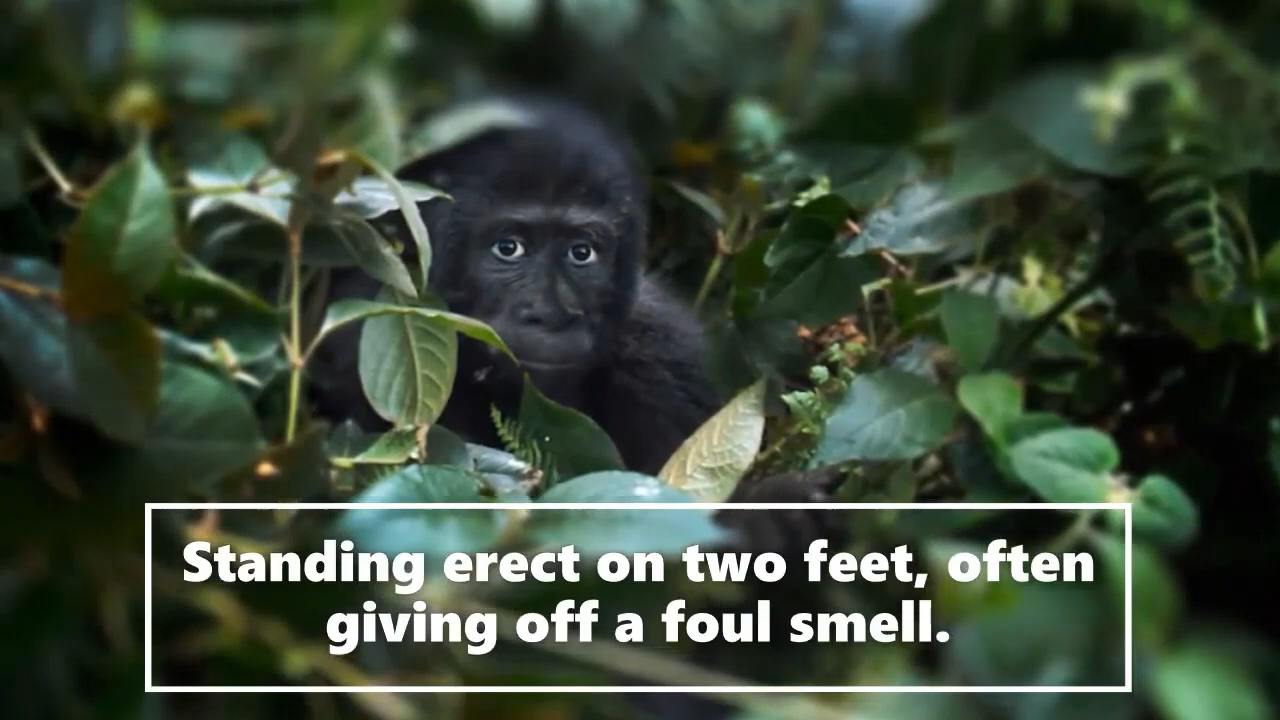 Standing erect on two feet, often
giving off a foul smell.